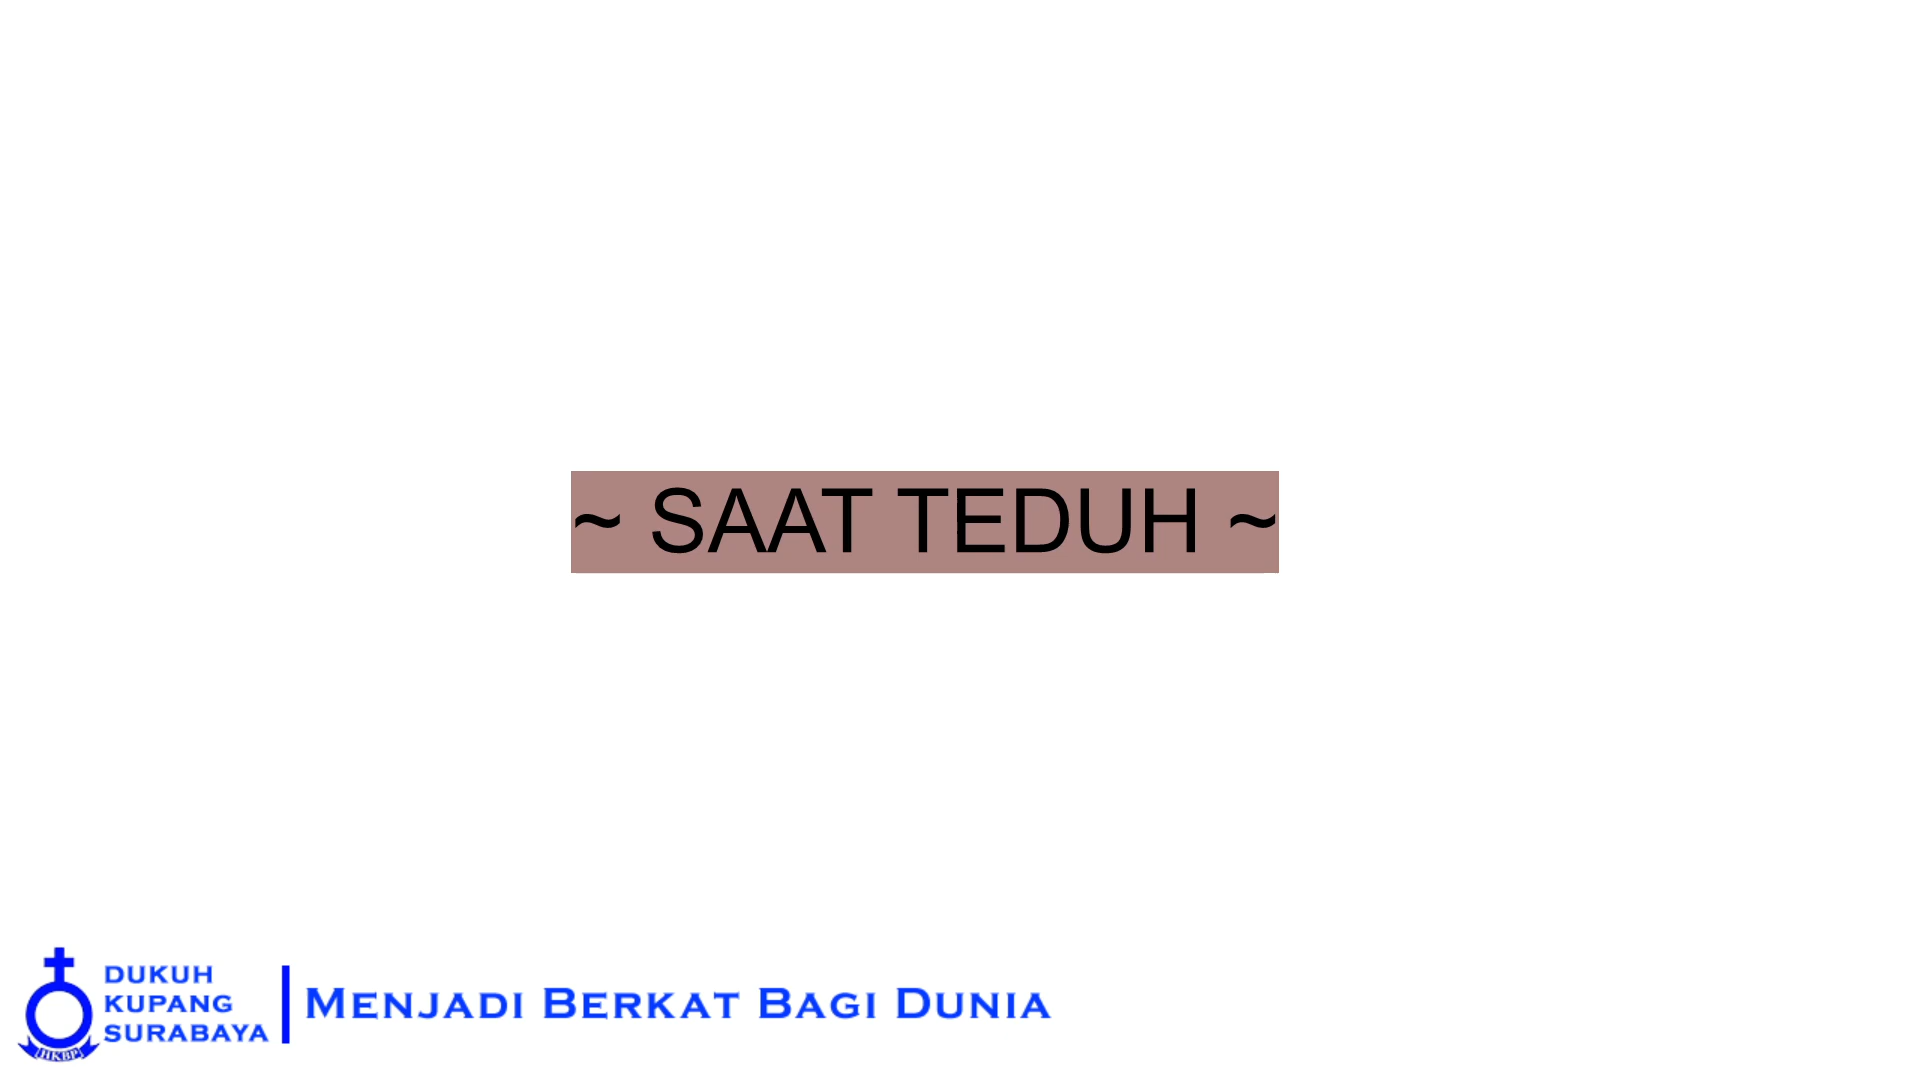 ~ SAAT TEDUH ~
DUKUH
KUPANG
SURABAYA
HKBP
MENJADI BERKAT BAGI DUNIA